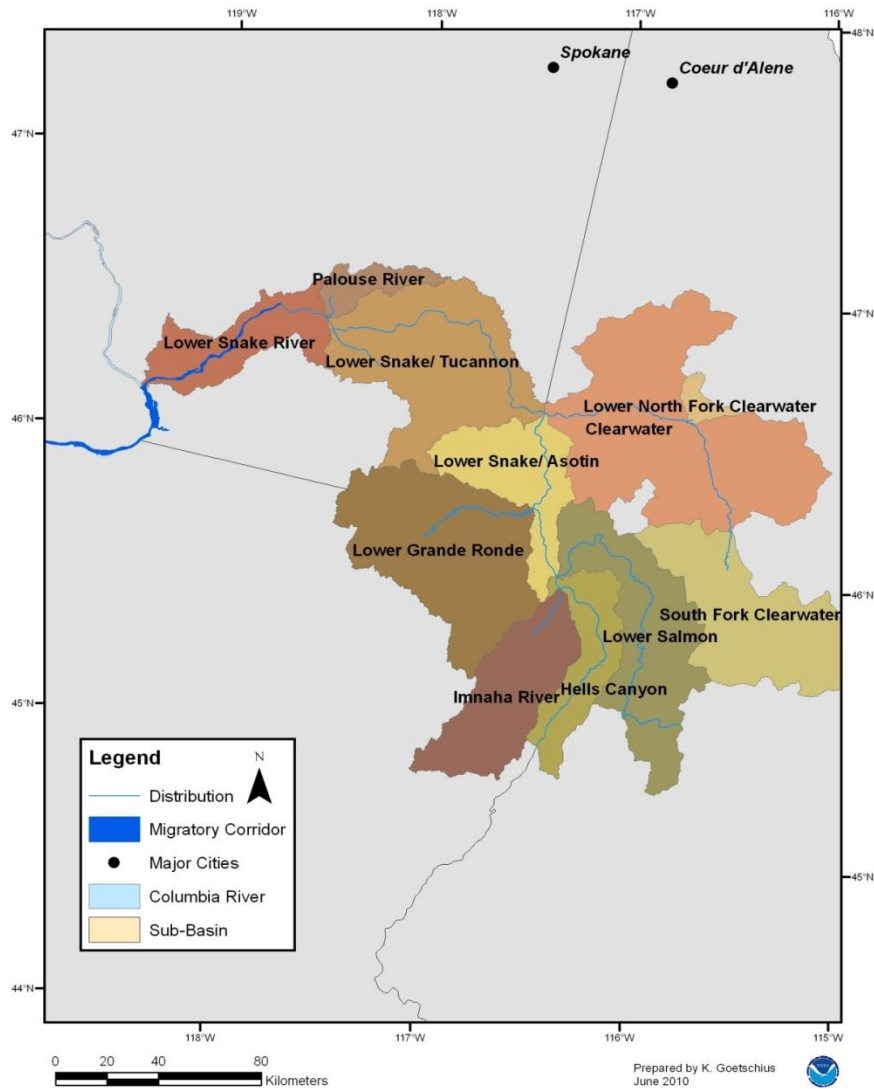 119°W 118°W 117°W 116°W
48°N
Spokane
Coeur d'Alene
47°N
Palouse River
47°N
Lower Snake River
Lower Snake/ Tucannon
Lower North Fork Clearwater
46°N
Clearwater
Lower Snake/ Asotin
Lower Grande Ronde
46°N
South Fork Clearwater
Lower Salmon
Hells Canyon
Imnaha River
45°N
Legend
N
Distribution
Migratory Corridor
Major Cities
Columbia River
Sub-Basin
45°N
44°N
118°W 117°W 116°W 115°W
0 20 40 80
Kilometers
Prepared by K. Goetschius
June 2010